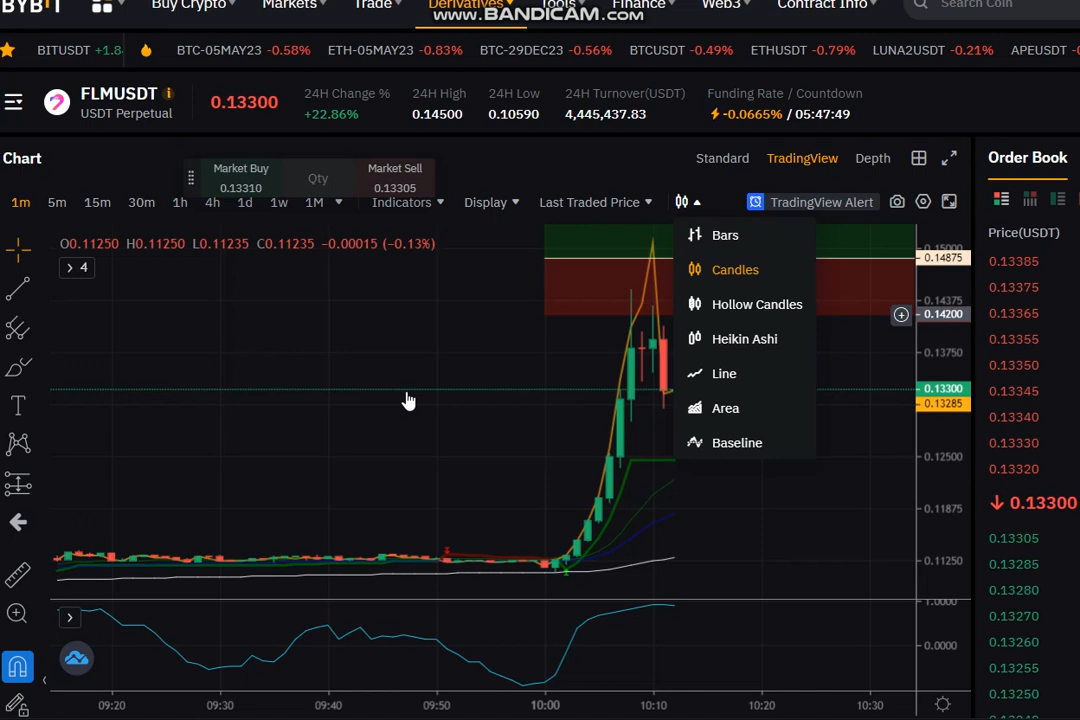 BYBIT Buy Crypto Markets Trade Derivatives Tools Finance Web3 Contract Info Search Coin
www.BANDICAM.com
BITUSDT +1.8 BTC-05MAY23 -0.58% ETH-05MAY23 -0.83% BTC-29DEC23 -0.56% BTCUSDT -0.49% ETHUSDT -0.79% LUNA2USDT -0.21% APEUSDT
FLMUSDT
USDT Perpetual
0.13300
24H Change %
+22.86%
24H High
0.14500
24H Low
0.10590
24H Turnover(USDT)
4,445,437.83
Funding Rate / Countdown
-0.0665% / 05:47:49
Chart
Market Buy
0.13310
Qty
Market Sell
0.13305
Standard TradingView Depth
1m 5m 15m 30m 1h 4h 1d 1w 1M Indicators Display Last Traded Price TradingView Alert
O0.11250 H0.11250 L0.11235 C0.11235 -0.00015 (-0.13%)
4
Bars
Candles
Hollow Candles
Heikin Ashi
Line
Area
Baseline
0.15000
0.14875
0.14375
0.14200
0.13750
0.13300
0.13285
0.12500
0.11875
0.11250
1.0000
0.0000
09:20 09:30 09:40 09:50 10:00 10:10 10:20 10:30
Order Book
Price(USDT)
0.13385
0.13375
0.13365
0.13355
0.13350
0.13345
0.13340
0.13330
0.13320
0.13300
0.13305
0.13285
0.13280
0.13270
0.13260
0.13255
0.13250